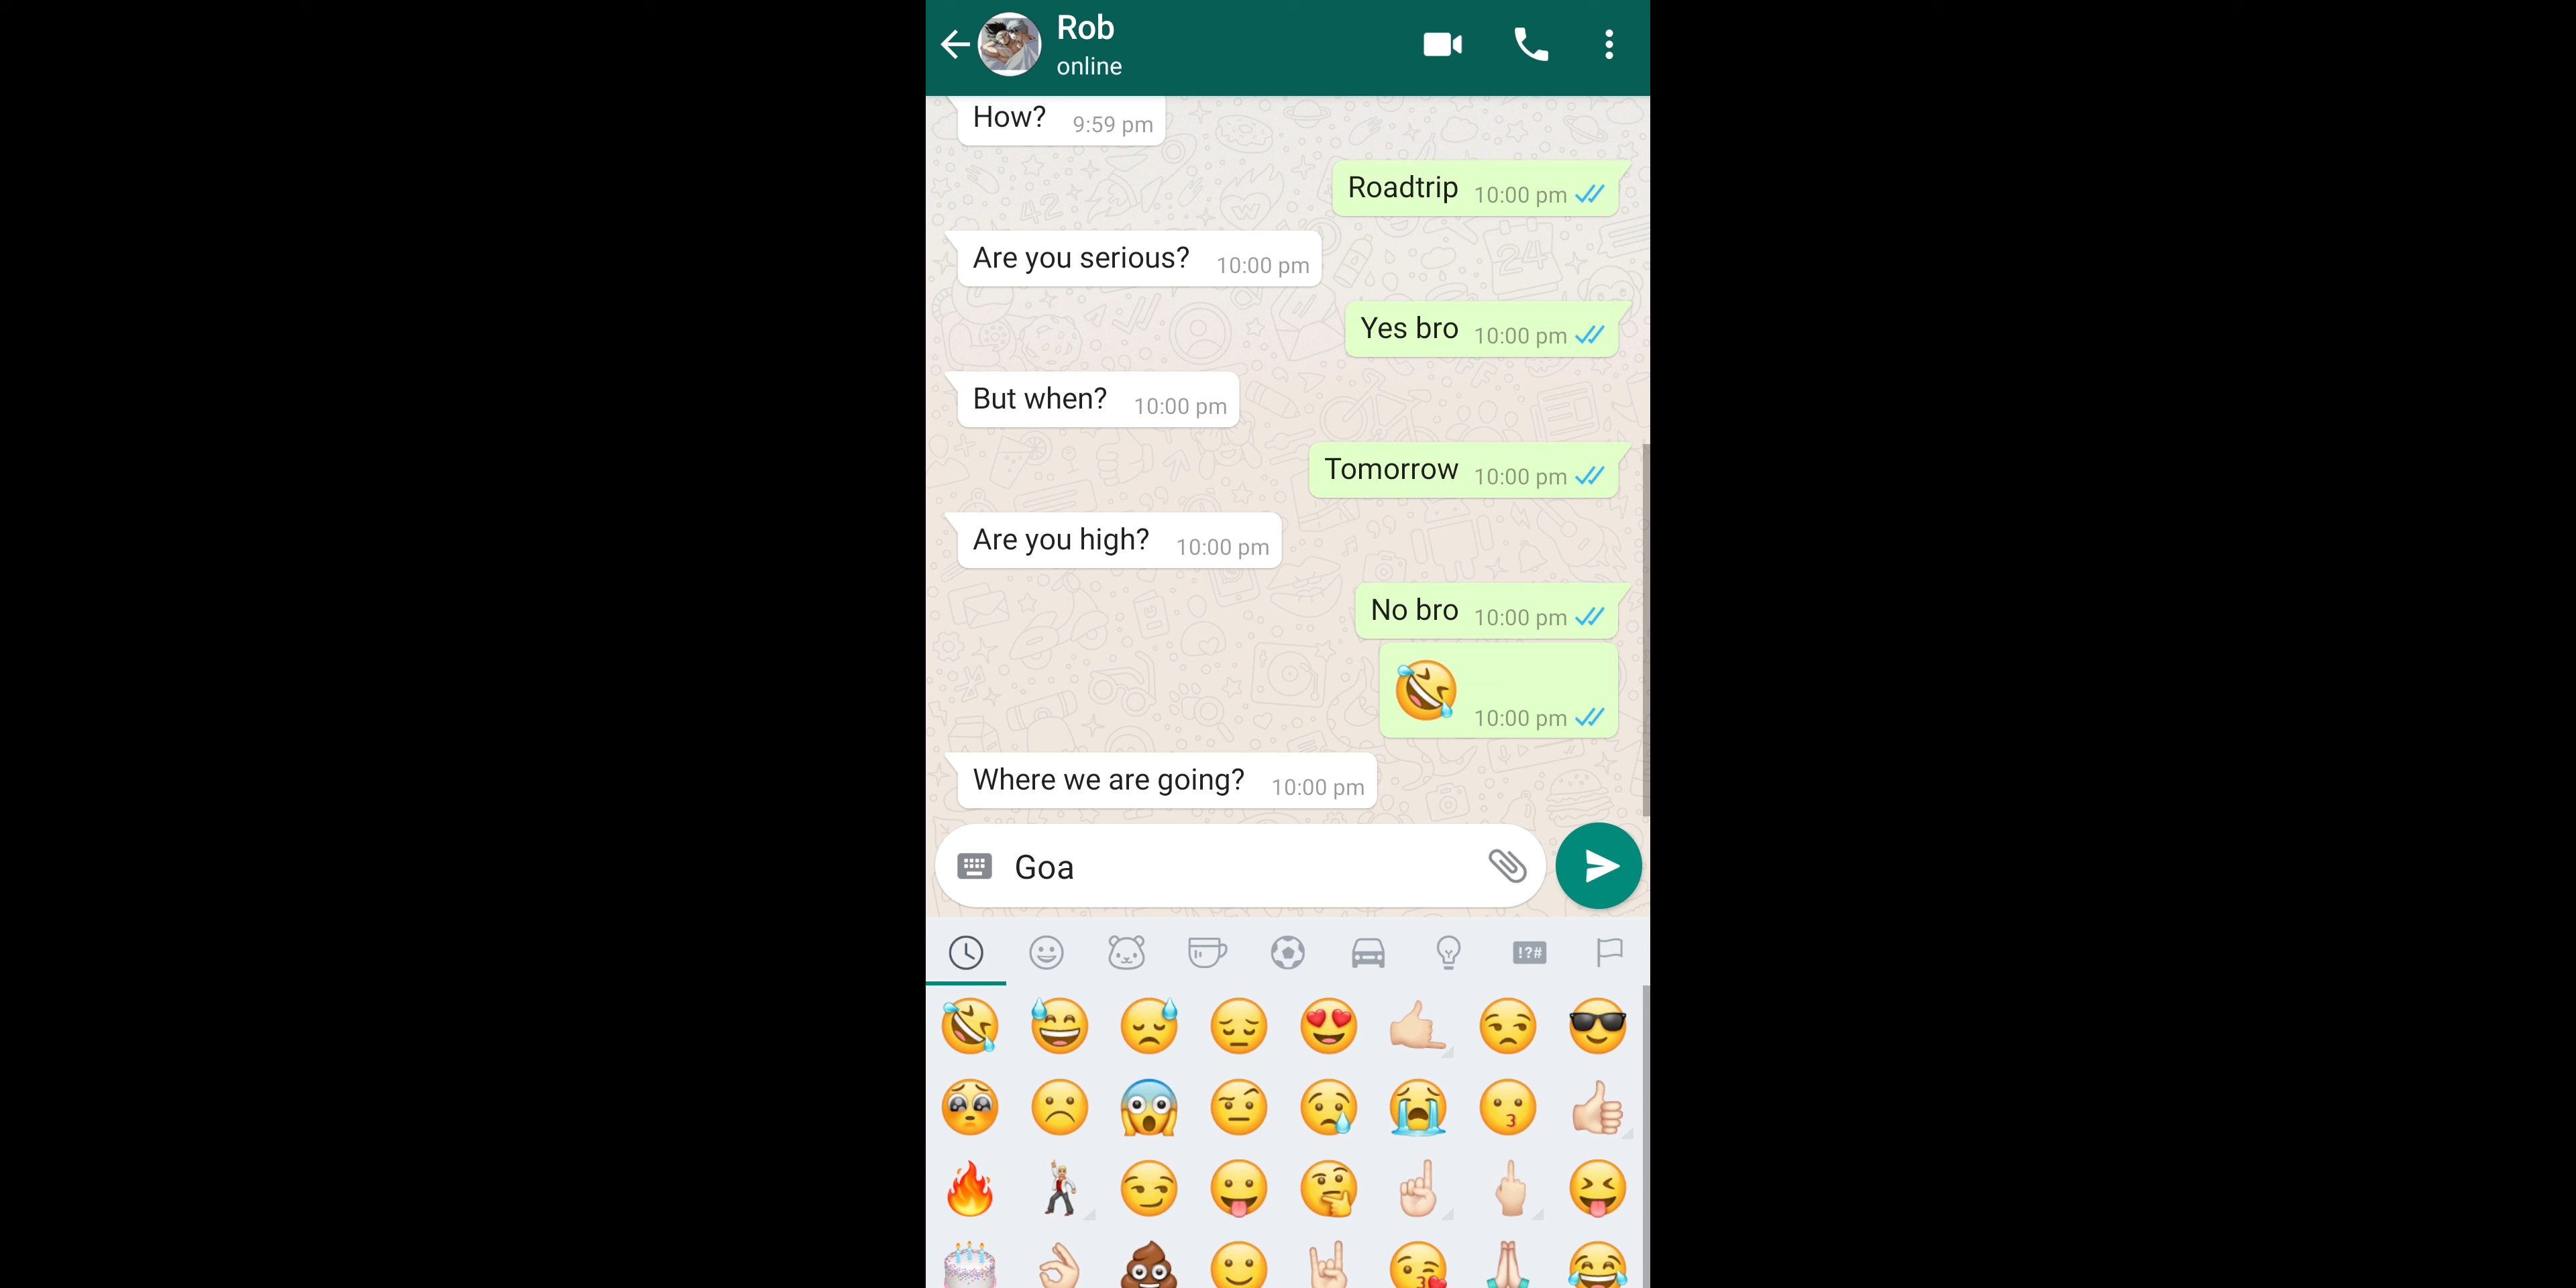 Rob
online
How? 9:59 pm
Roadtrip 10:00 pm
Are you serious? 10:00 pm
Yes bro 10:00 pm
But when? 10:00 pm
Tomorrow 10:00 pm
Are you high? 10:00 pm
No bro 10:00 pm
10:00 pm
Where we are going? 10:00 pm
Goa
!?#